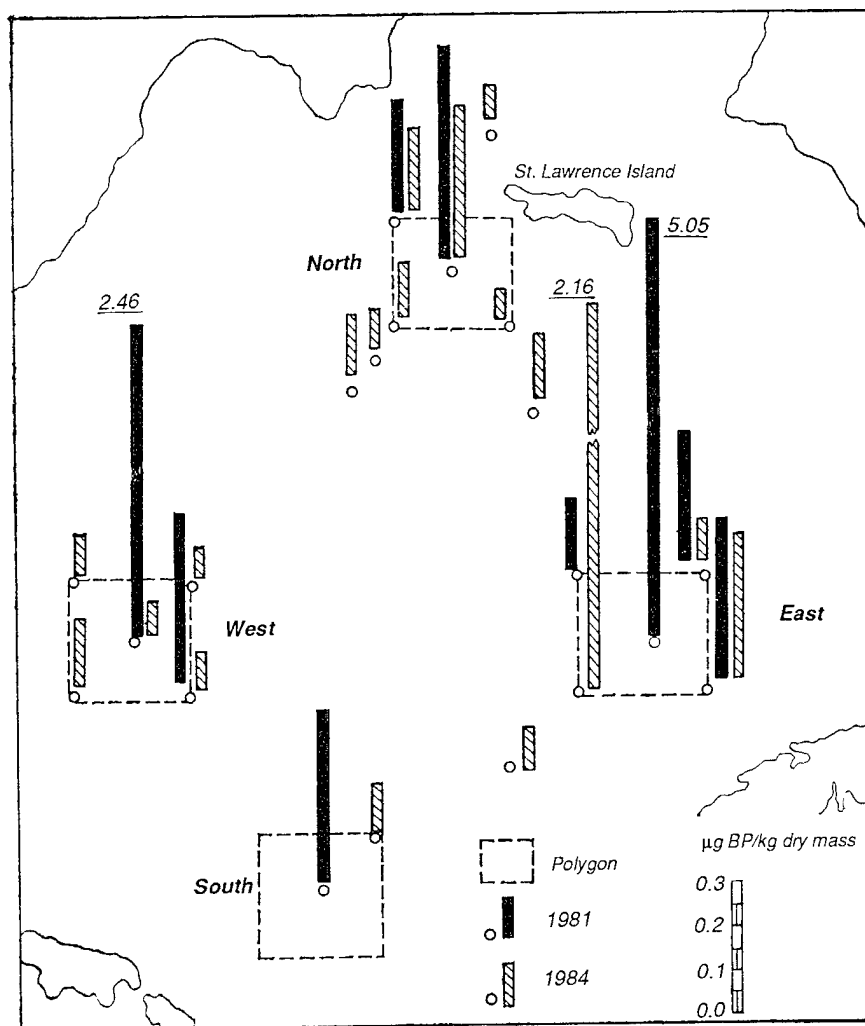 St. Lawrence Island
5.05
North
2.16
2.46
East
West
South
Polygon
1981
1984
µg BP/kg dry mass
0.3
0.2
0.1
0.0